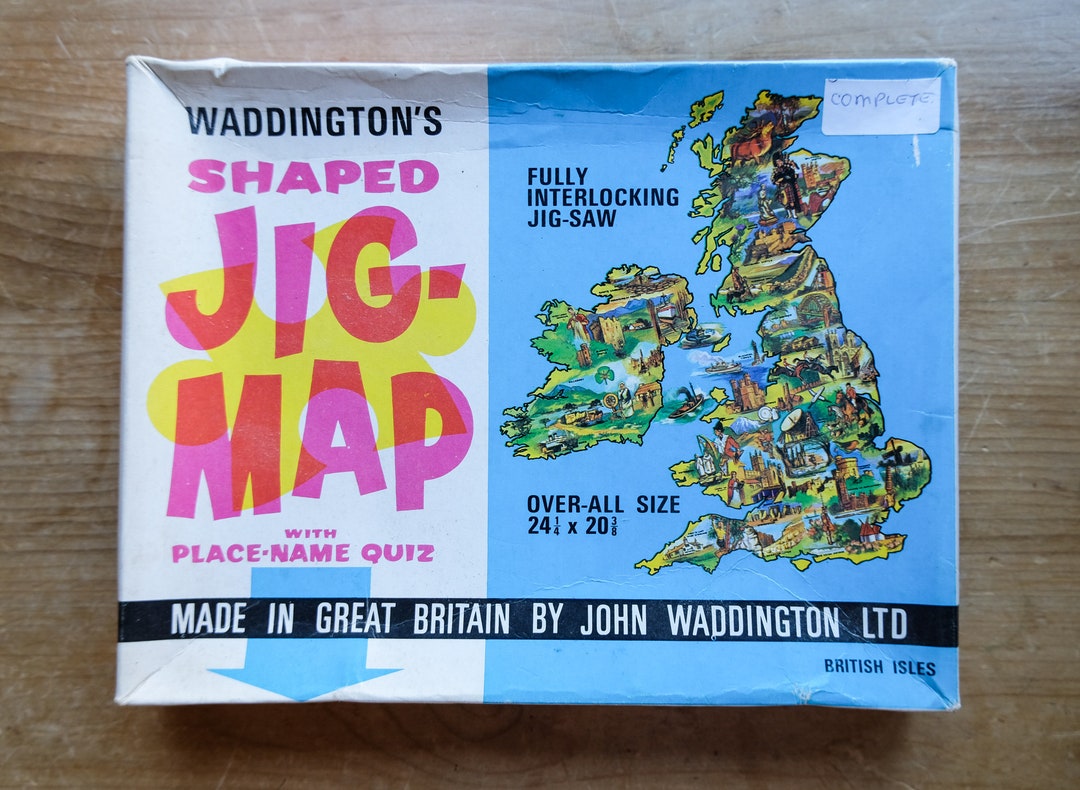 WADDINGTON'S
SHAPED
JIG-
MAP
WITH
PLACE-NAME QUIZ
COMPLETE
FULLY
INTERLOCKING
JIG-SAW
OVER-ALL SIZE
24¼ x 20⅜
MADE IN GREAT BRITAIN BY JOHN WADDINGTON LTD
BRITISH ISLES